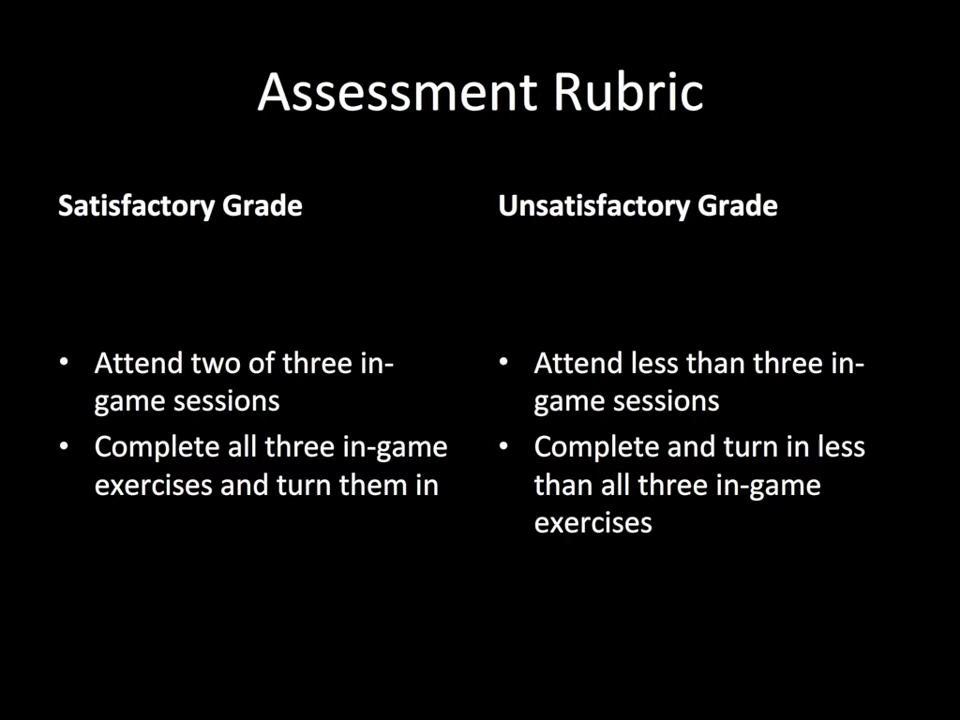 Assessment Rubric
Satisfactory Grade
• Attend two of three in-
game sessions
• Complete all three in-game
exercises and turn them in
Unsatisfactory Grade
• Attend less than three in-
game sessions
• Complete and turn in less
than all three in-game
exercises